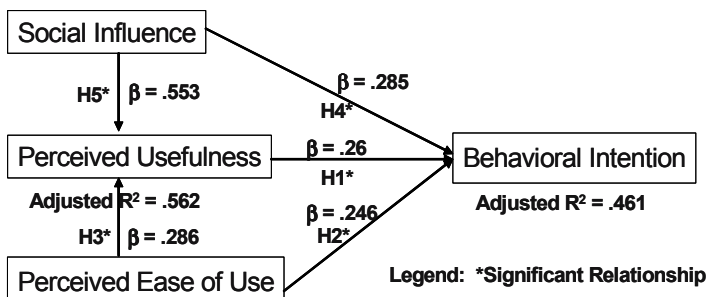 Social Influence
H5* β = .553
β = .285
H4*
Perceived Usefulness
β = .26
H1*
Behavioral Intention
Adjusted R² = .562
Adjusted R² = .461
H3* β = .286
β = .246
H2*
Perceived Ease of Use
Legend: *Significant Relationship